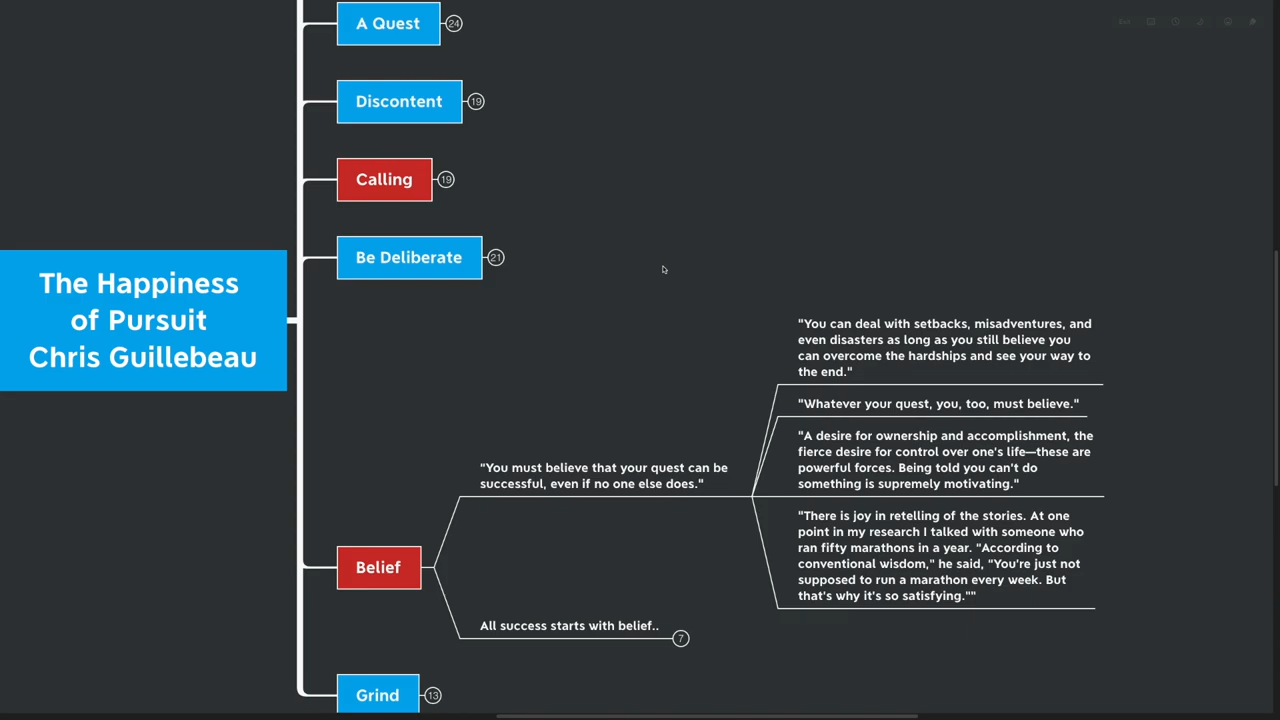 A Quest
24
Discontent
19
Calling
19
Be Deliberate
21
The Happiness
of Pursuit
Chris Guillebeau
"You can deal with setbacks, misadventures, and
even disasters as long as you still believe you
can overcome the hardships and see your way to
the end."
"Whatever your quest, you, too, must believe."
"A desire for ownership and accomplishment, the
fierce desire for control over one's life—these are
powerful forces. Being told you can't do
something is supremely motivating."
"You must believe that your quest can be
successful, even if no one else does."
"There is joy in retelling of the stories. At one
point in my research I talked with someone who
ran fifty marathons in a year. "According to
conventional wisdom," he said, "You're just not
supposed to run a marathon every week. But
that's why it's so satisfying.""
Belief
All success starts with belief..
7
Grind
13